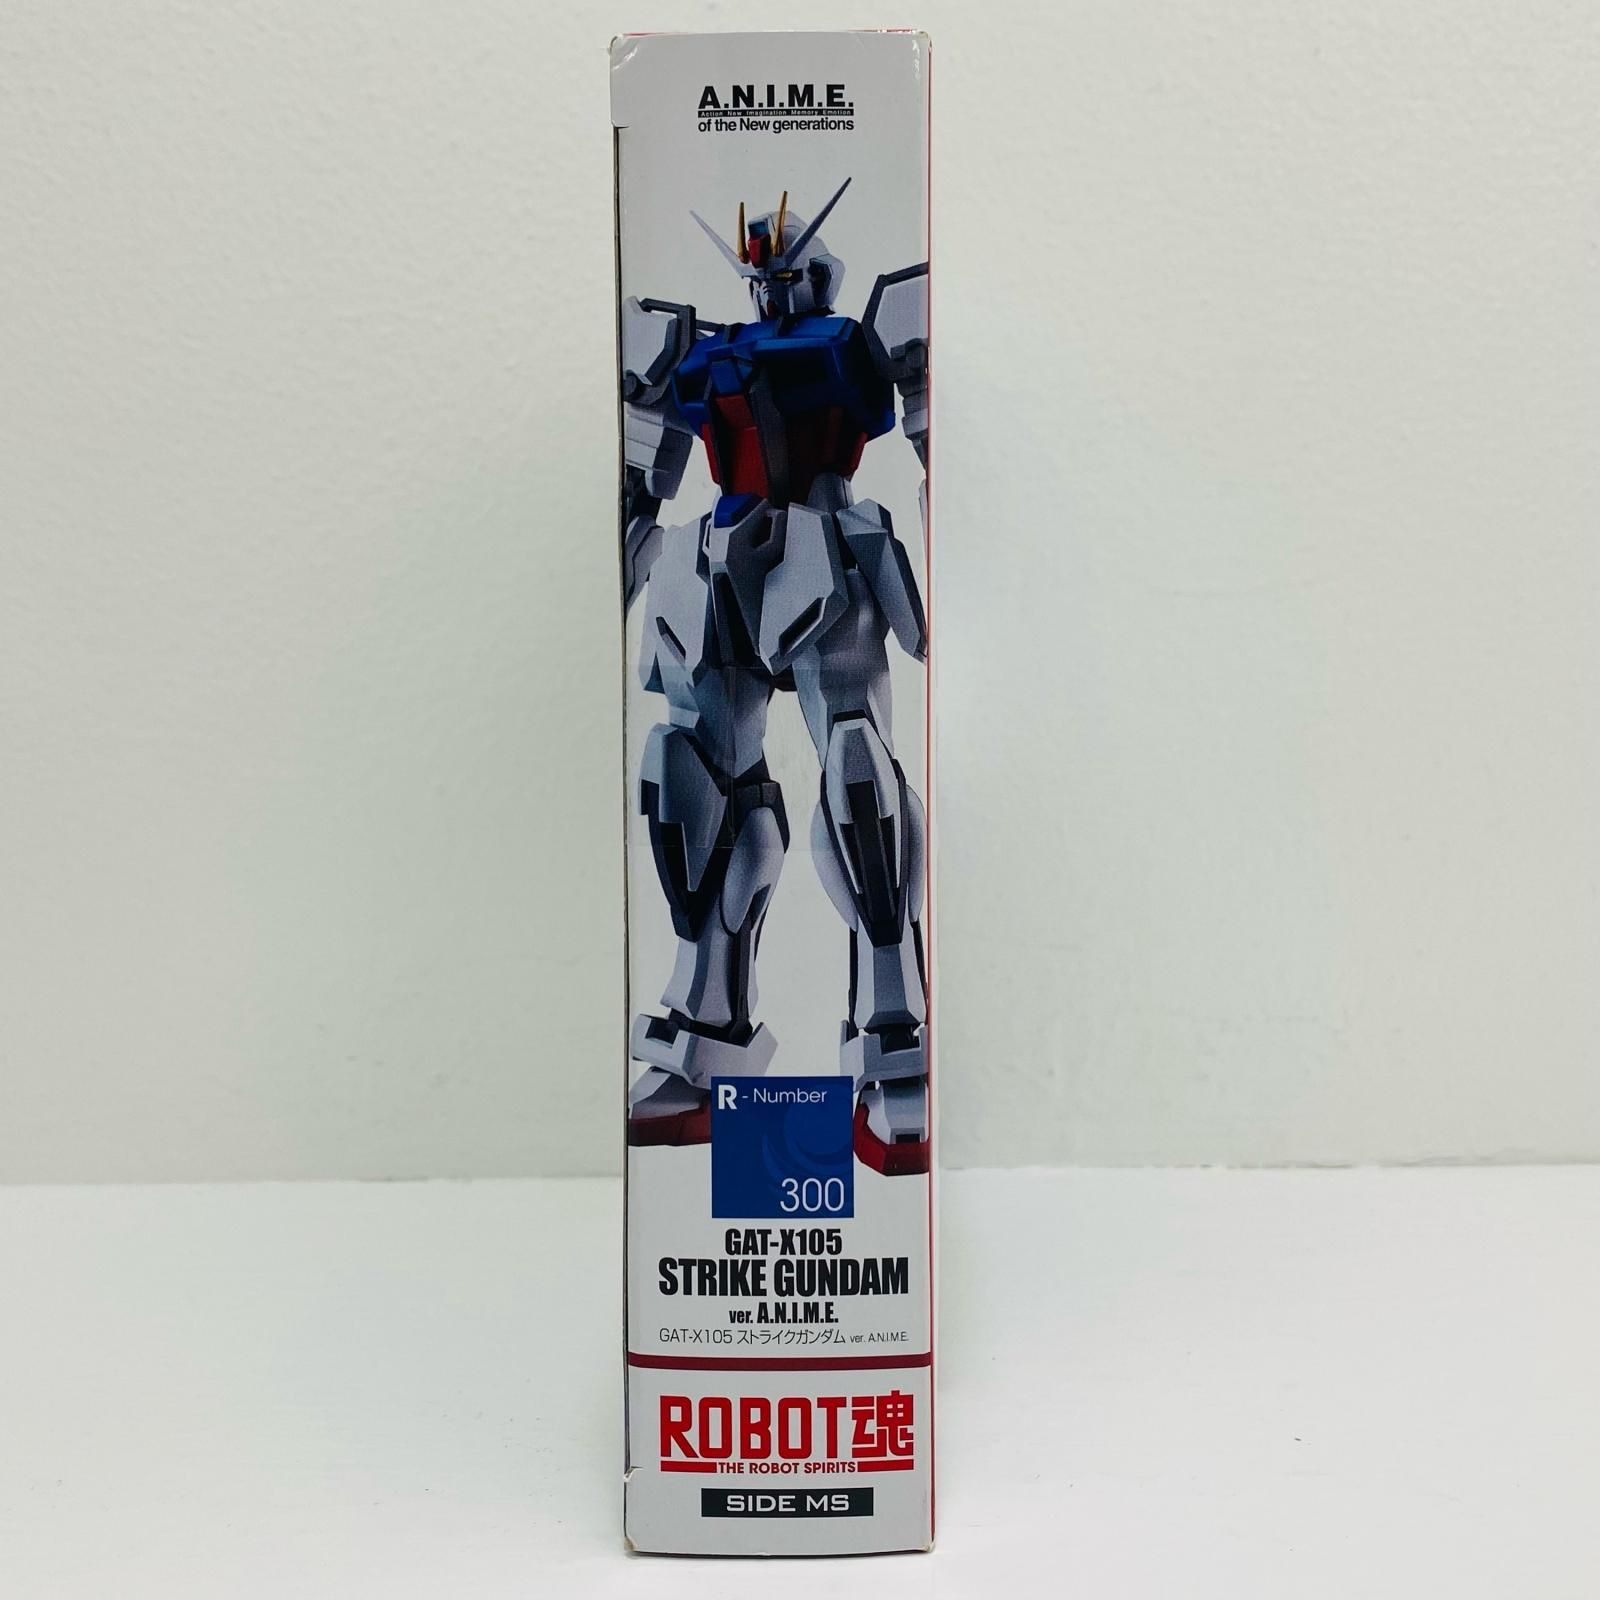 A.N.I.M.E.
Action New Imagination Memory Emotion
of the New generations
R - Number
300
GAT-X105
STRIKE GUNDAM
ver. A.N.I.M.E.
GAT-X105 ストライクガンダム ver. A.N.I.M.E.
ROBOT魂
THE ROBOT SPIRITS
SIDE MS